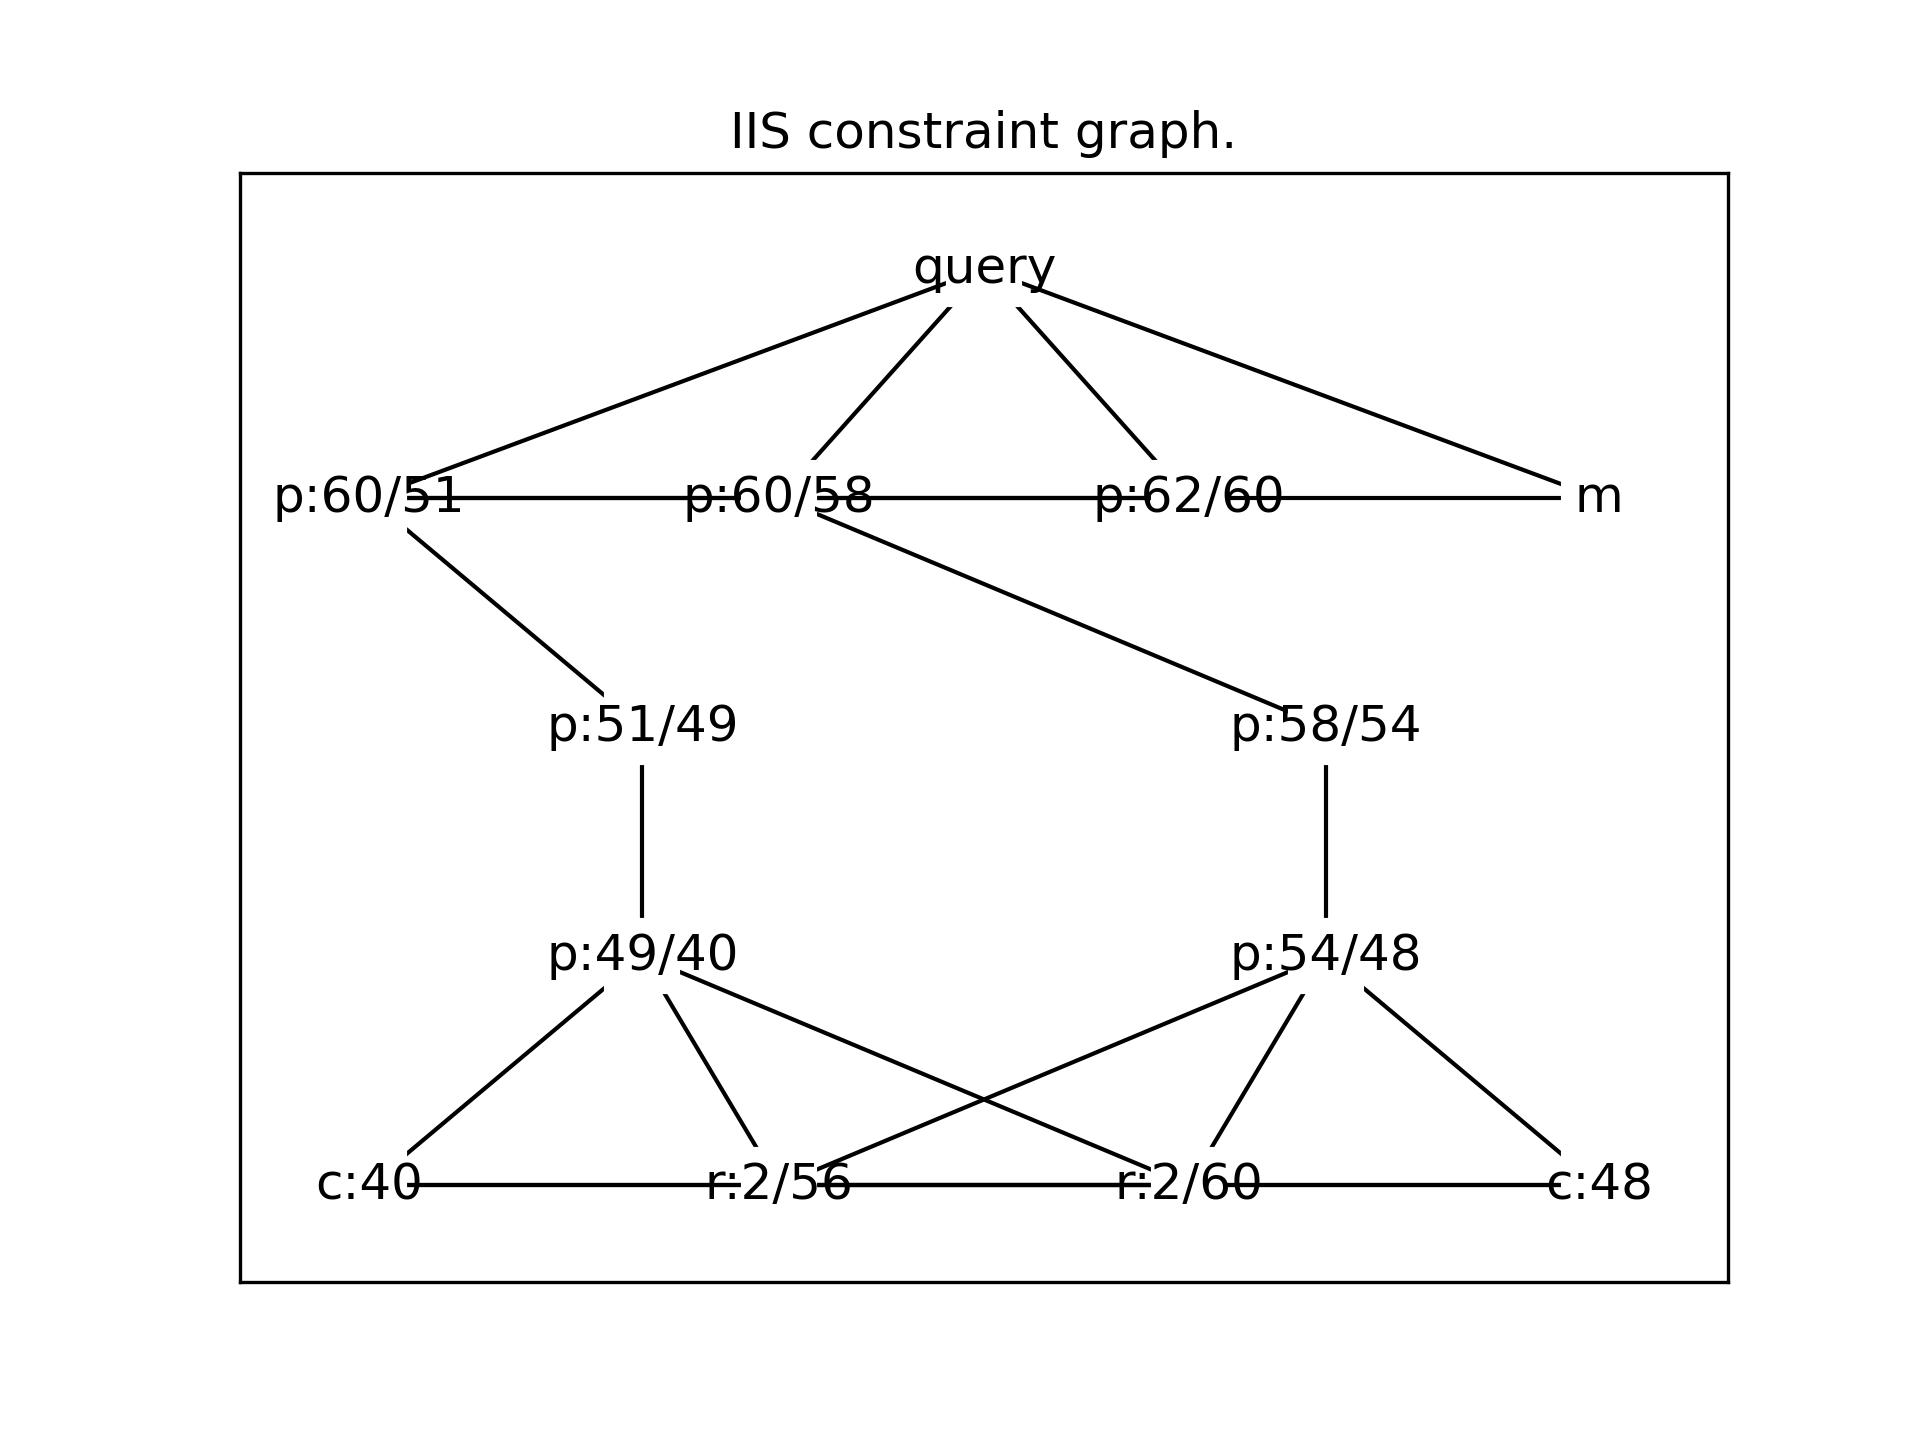 IIS constraint graph.
query
p:60/51 p:60/58 p:62/60 m
p:51/49 p:58/54
p:49/40 p:54/48
c:40 r:2/56 r:2/60 c:48